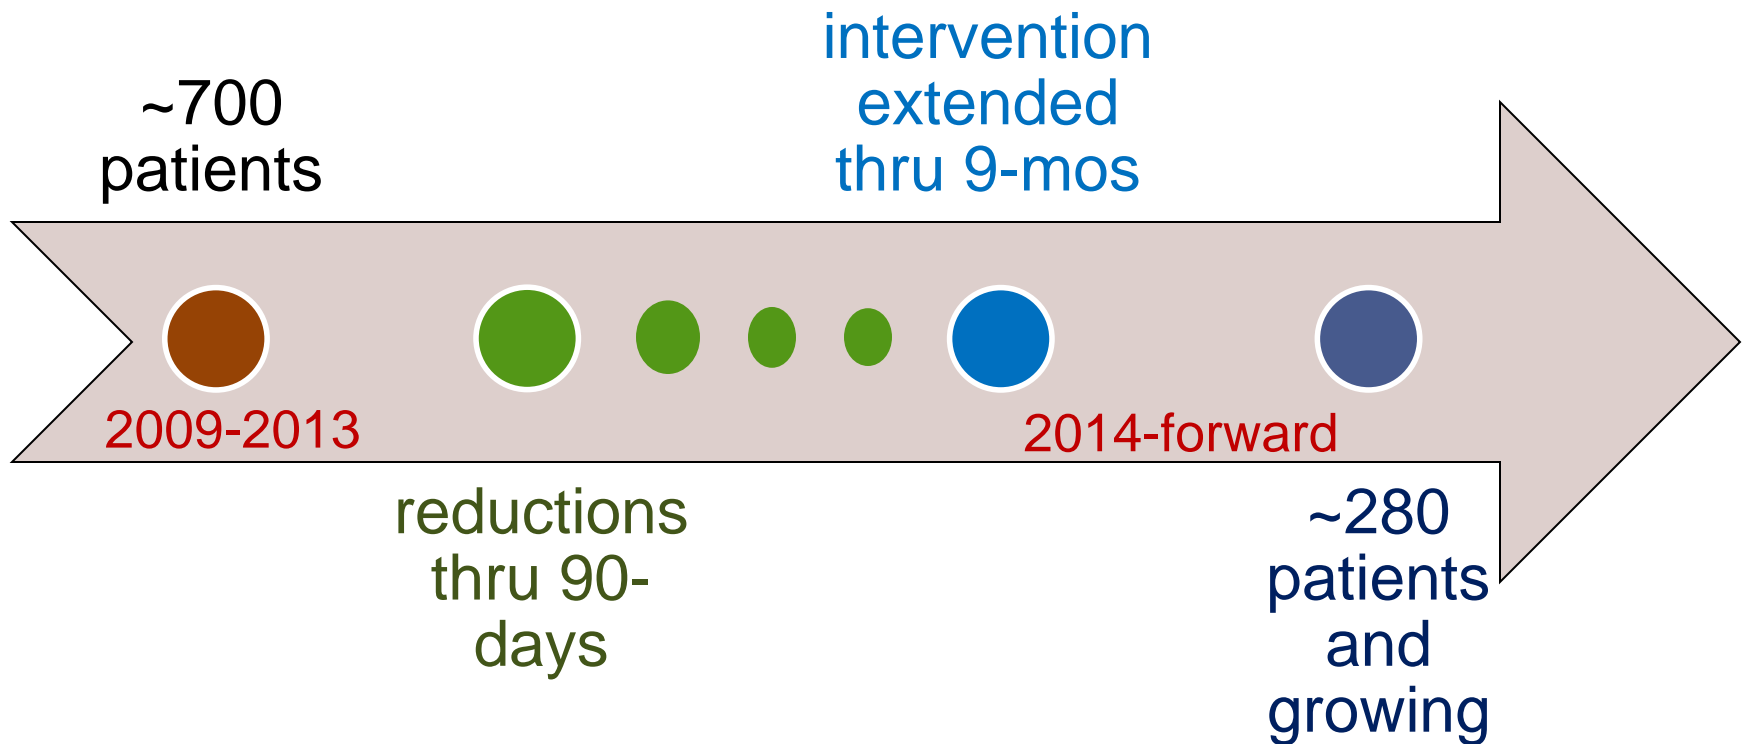 ~700
patients
intervention
extended
thru 9-mos
2009-2013
2014-forward
reductions
thru 90-
days
~280
patients
and
growing